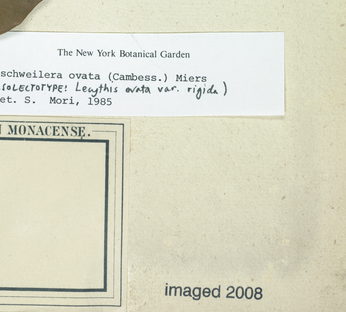 The New York Botanical Garden
schweilera ovata (Cambess.) Miers
SOLECTOTYPE! Lecythis ovata var. rigida)
et. S. Mori, 1985
MONACENSE.
imaged 2008